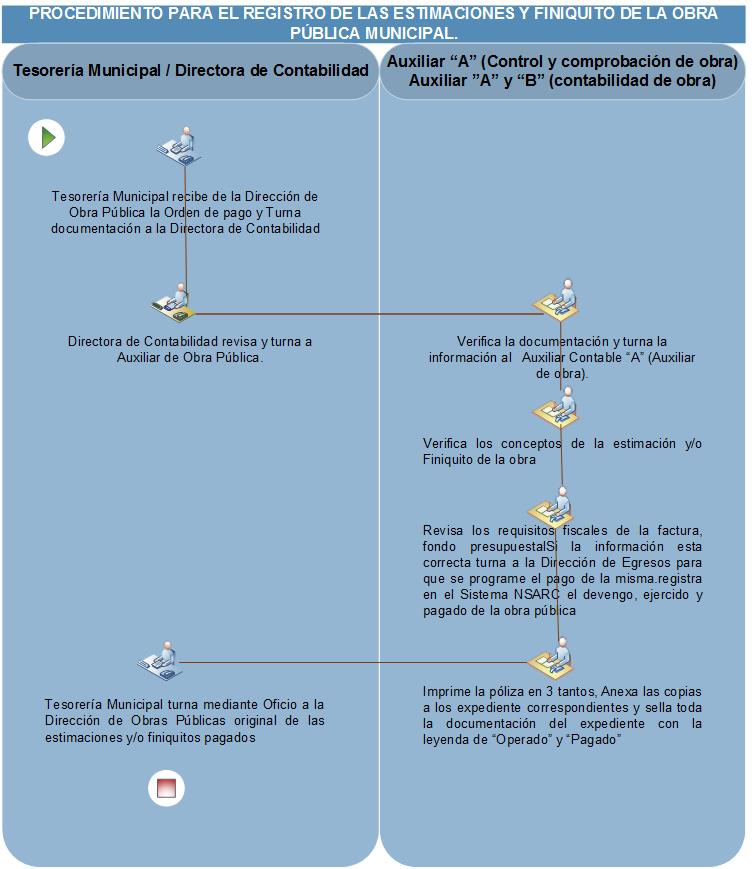 PROCEDIMIENTO PARA EL REGISTRO DE LAS ESTIMACIONES Y FINIQUITO DE LA OBRA
PÚBLICA MUNICIPAL.
Tesorería Municipal / Directora de Contabilidad
Auxiliar “A” (Control y comprobación de obra)
Auxiliar ”A” y “B” (contabilidad de obra)
Tesorería Municipal recibe de la Dirección de
Obra Pública la Orden de pago y Turna
documentación a la Directora de Contabilidad
Directora de Contabilidad revisa y turna a
Auxiliar de Obra Pública.
Verifica la documentación y turna la
información al Auxiliar Contable “A” (Auxiliar
de obra).
Verifica los conceptos de la estimación y/o
Finiquito de la obra
Revisa los requisitos fiscales de la factura,
fondo presupuestalSi la información esta
correcta turna a la Dirección de Egresos para
que se programe el pago de la misma.registra
en el Sistema NSARC el devengo, ejercido y
pagado de la obra pública
Tesorería Municipal turna mediante Oficio a la
Dirección de Obras Públicas original de las
estimaciones y/o finiquitos pagados
Imprime la póliza en 3 tantos, Anexa las copias
a los expediente correspondientes y sella toda
la documentación del expediente con la
leyenda de “Operado” y “Pagado”